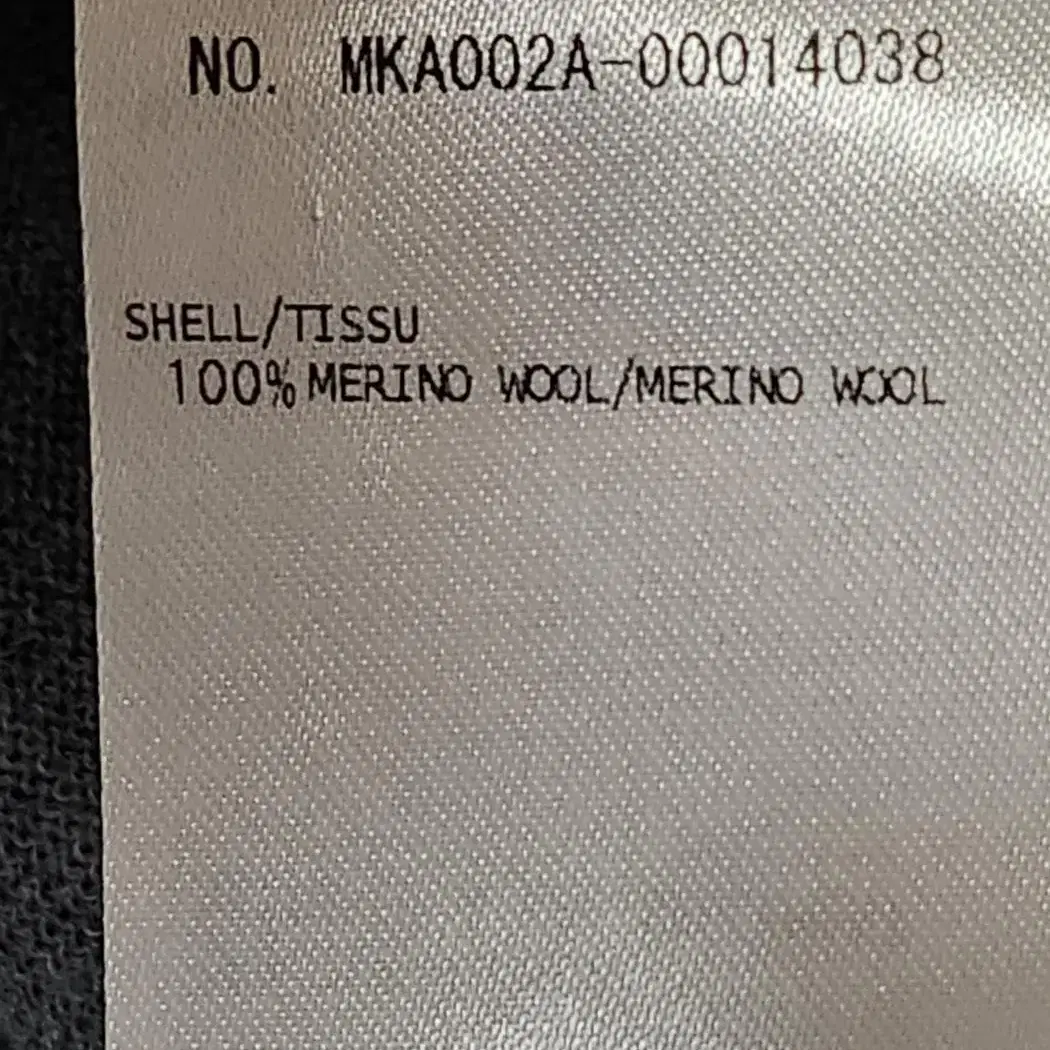 NO. MKA002A-00014038
SHELL/TISSU
100% MERINO WOOL/MERINO WOOL